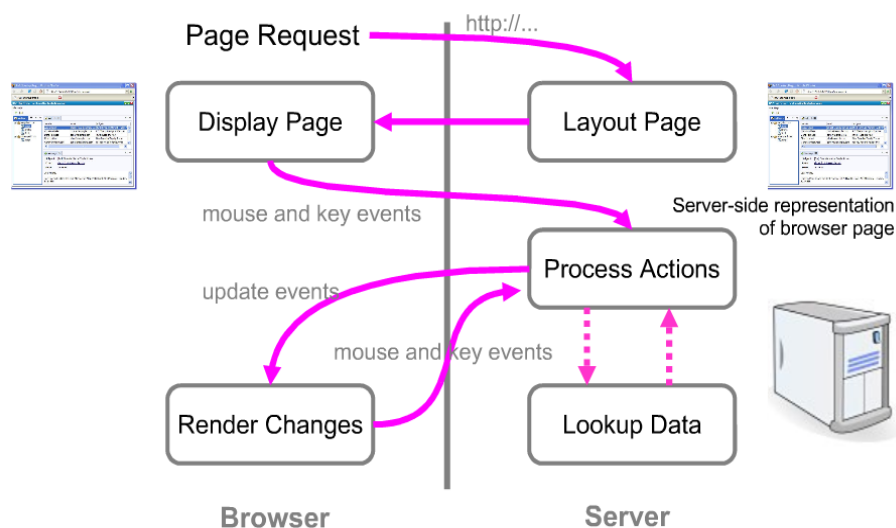 Page Request
http://...
Display Page
Layout Page
mouse and key events
Server-side representation
of browser page
Process Actions
update events
mouse and key events
Render Changes
Lookup Data
Browser
Server